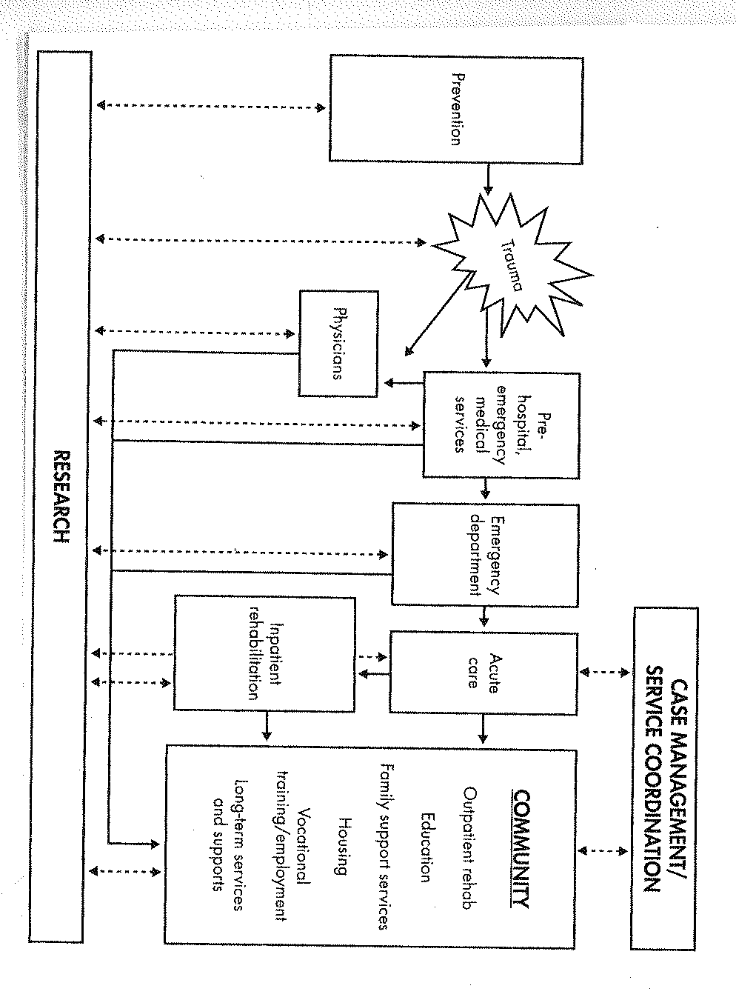 CASE MANAGEMENT/
SERVICE COORDINATION
Prevention
Trauma
Pre-
hospital,
emergency
medical
services
Physicians
Emergency
department
Acute
care
Inpatient
rehabilitation
COMMUNITY
Outpatient rehab
Education
Family support services
Housing
Vocational
training/employment
Long-term services
and supports
RESEARCH